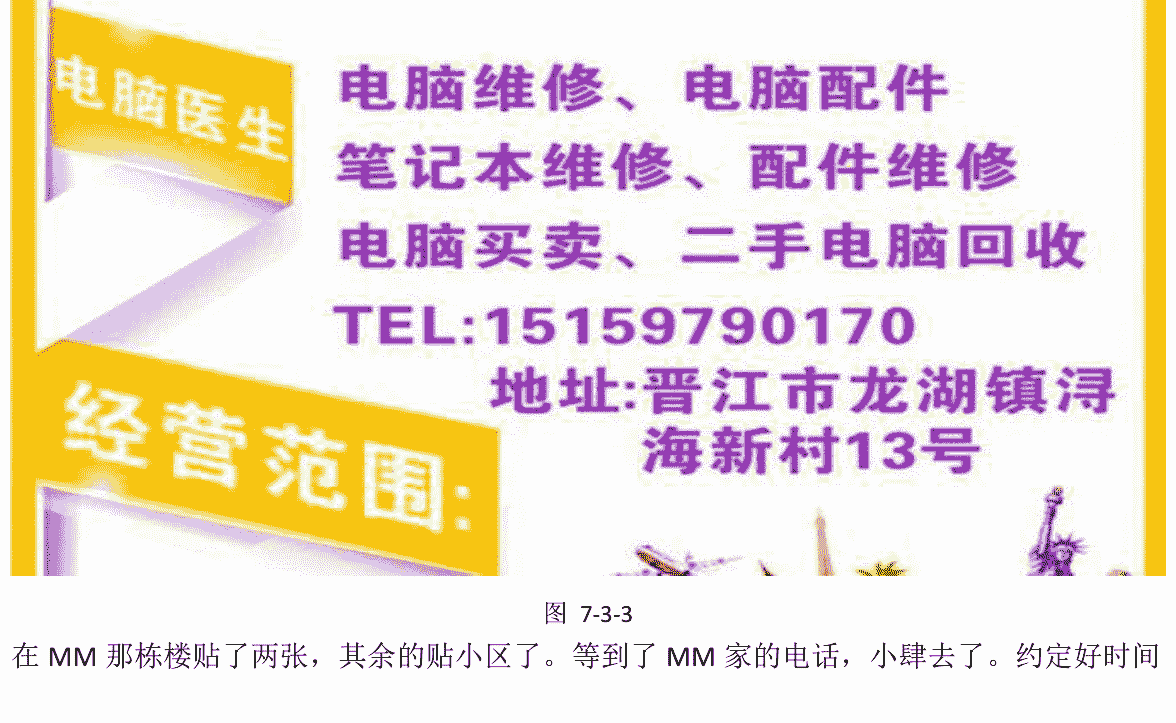 电脑医生
电脑维修、电脑配件
笔记本维修、配件维修
电脑买卖、二手电脑回收
TEL:15159790170
地址:晋江市龙湖镇浔
海新村13号
经营范围:
图 7-3-3
在 MM 那栋楼贴了两张，其余的贴小区了。等到了 MM 家的电话，小肆去了。约定好时间